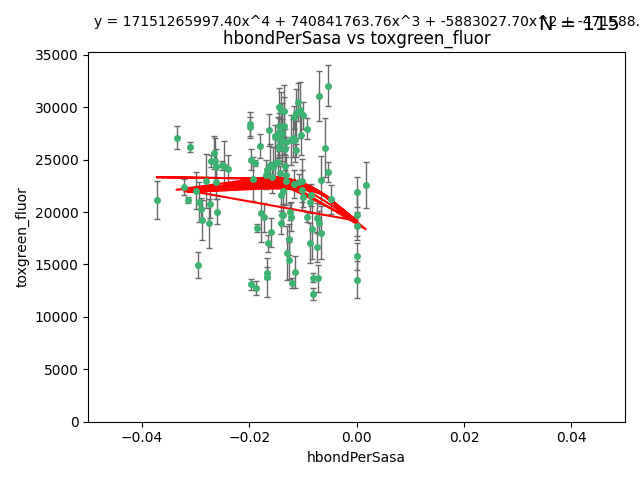 y = 17151265997.40x^4 + 740841763.76x^3 + -5883027.70x^2 +
N = 115
hbondPerSasa vs toxgreen_fluor
35000
30000
25000
20000
15000
10000
5000
0
toxgreen_fluor
−0.04 −0.02 0.00 0.02 0.04
hbondPerSasa